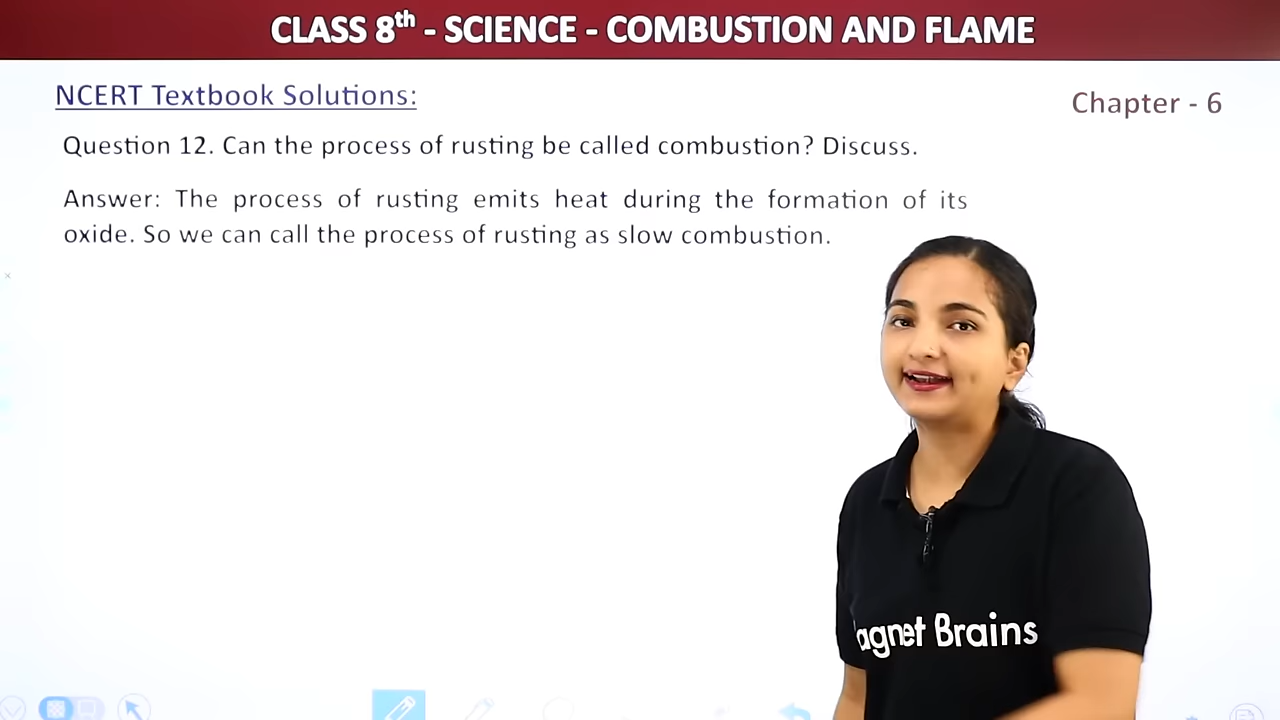 CLASS 8th - SCIENCE - COMBUSTION AND FLAME
NCERT Textbook Solutions:
Chapter - 6
Question 12. Can the process of rusting be called combustion? Discuss.
Answer: The process of rusting emits heat during the formation of its
oxide. So we can call the process of rusting as slow combustion.
agnet Brains